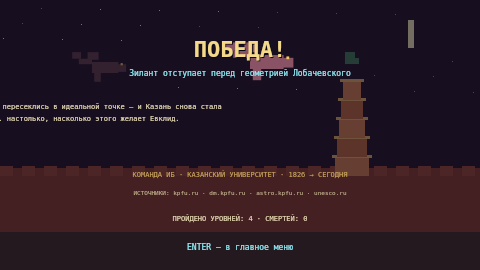 ПОБЕДА!
Зилант отступает перед геометрией Лобачевского
пересеклись в идеальной точке — и Казань снова стала
. настолько, насколько этого желает Евклид.
КОМАНДА ИБ · КАЗАНСКИЙ УНИВЕРСИТЕТ · 1826 → СЕГОДНЯ
ИСТОЧНИКИ: kpfu.ru · dm.kpfu.ru · astro.kpfu.ru · unesco.ru
ПРОЙДЕНО УРОВНЕЙ: 4 · СМЕРТЕЙ: 0
ENTER — в главное меню